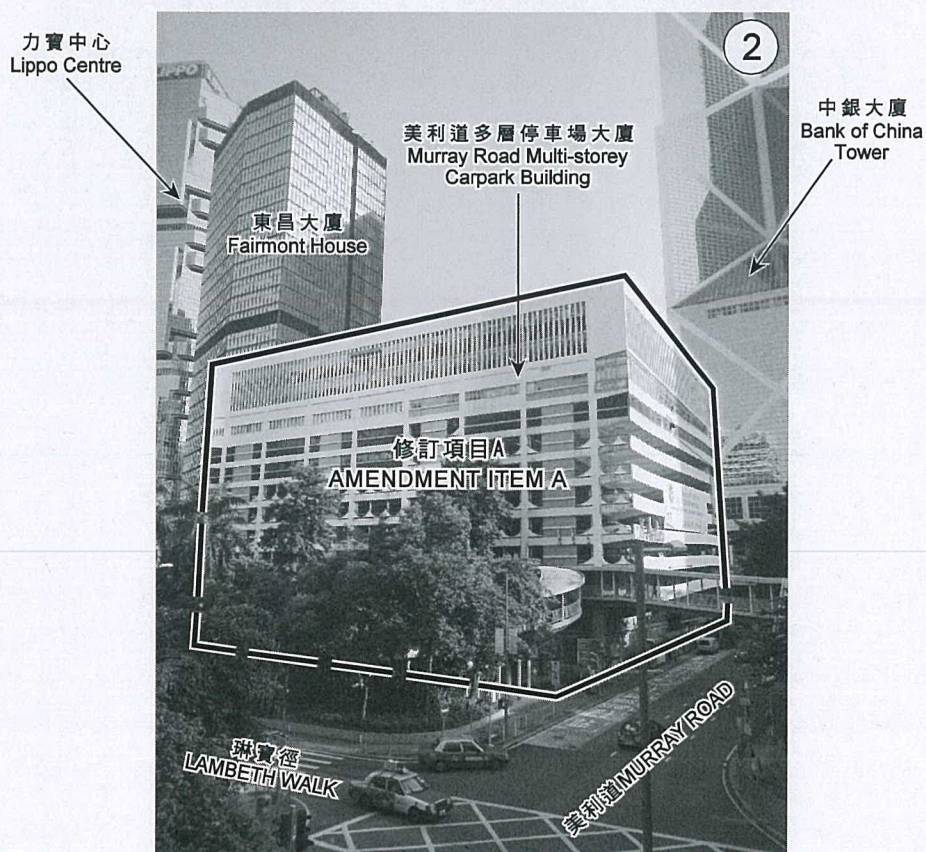 力寶中心
Lippo Centre
LIPPO
2
東昌大廈
Fairmont House
美利道多層停車場大廈
Murray Road Multi-storey
Carpark Building
中銀大廈
Bank of China
Tower
修訂項目A
AMENDMENT ITEM A
琳寶徑
LAMBETH WALK
美利道MURRAY ROAD